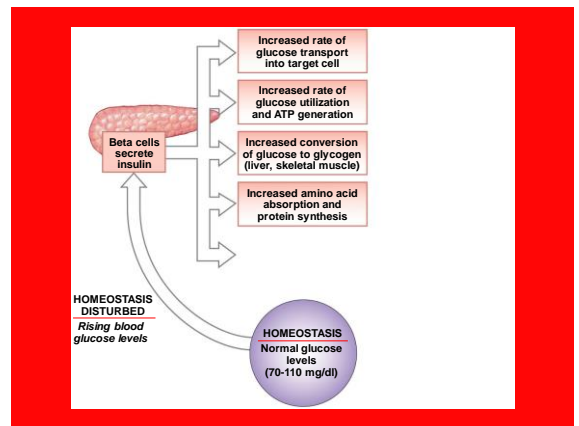 Increased rate of
glucose transport
into target cell
Increased rate of
glucose utilization
and ATP generation
Beta cells
secrete
insulin
Increased conversion
of glucose to glycogen
(liver, skeletal muscle)
Increased amino acid
absorption and
protein synthesis
HOMEOSTASIS
DISTURBED
Rising blood
glucose levels
HOMEOSTASIS
Normal glucose
levels
(70-110 mg/dl)